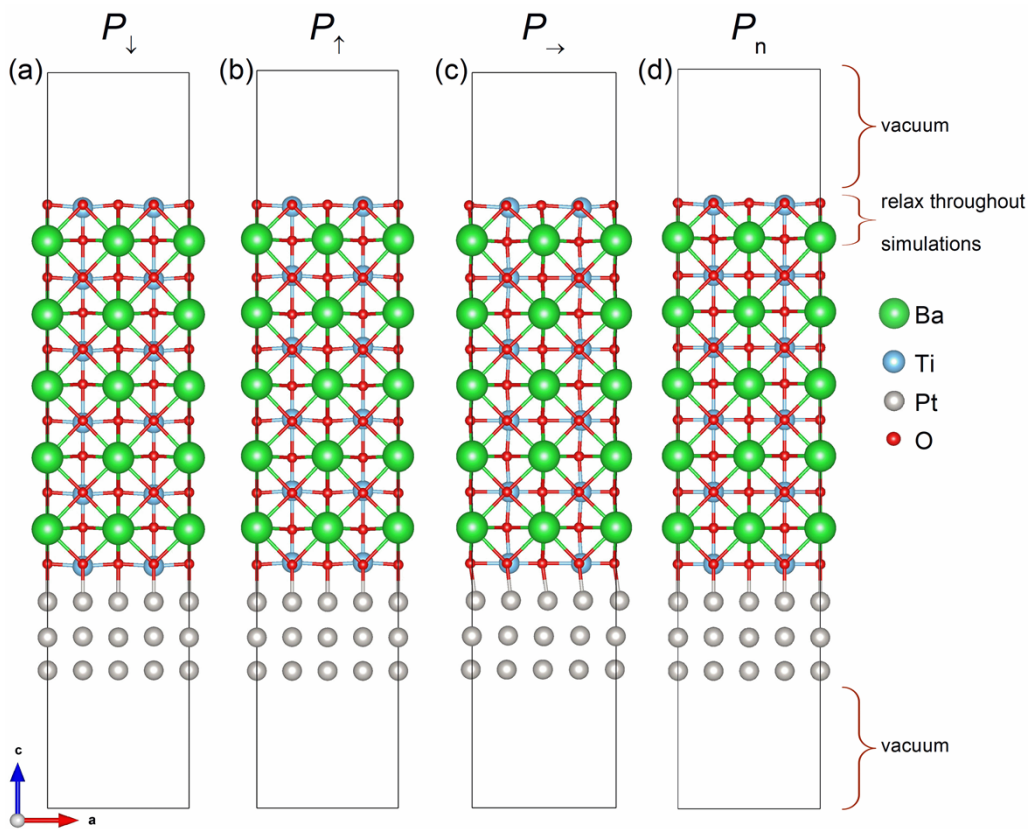 P↓
P↑
P→
Pn
(a)
(b)
(c)
(d)
vacuum
relax throughout
simulations
Ba
Ti
Pt
O
vacuum
c
a